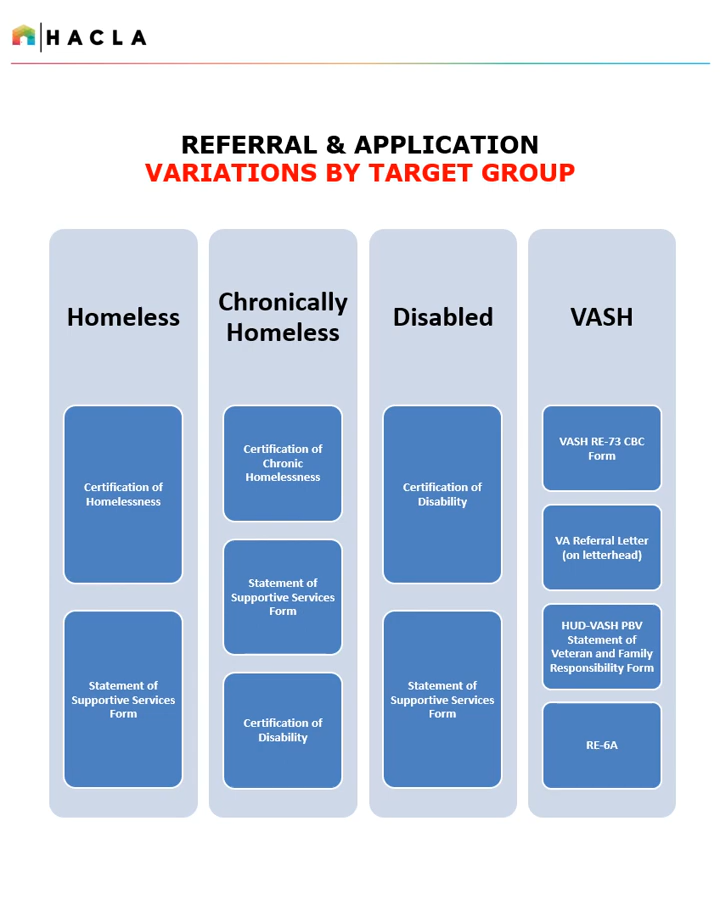 HACLA
REFERRAL & APPLICATION
VARIATIONS BY TARGET GROUP
Homeless
Certification of
Homelessness
Statement of
Supportive Services
Form
Chronically
Homeless
Certification of
Chronic
Homelessness
Statement of
Supportive Services
Form
Certification of
Disability
Disabled
Certification of
Disability
Statement of
Supportive Services
Form
VASH
VASH RE-73 CBC
Form
VA Referral Letter
(on letterhead)
HUD-VASH PBV
Statement of
Veteran and Family
Responsibility Form
RE-6A